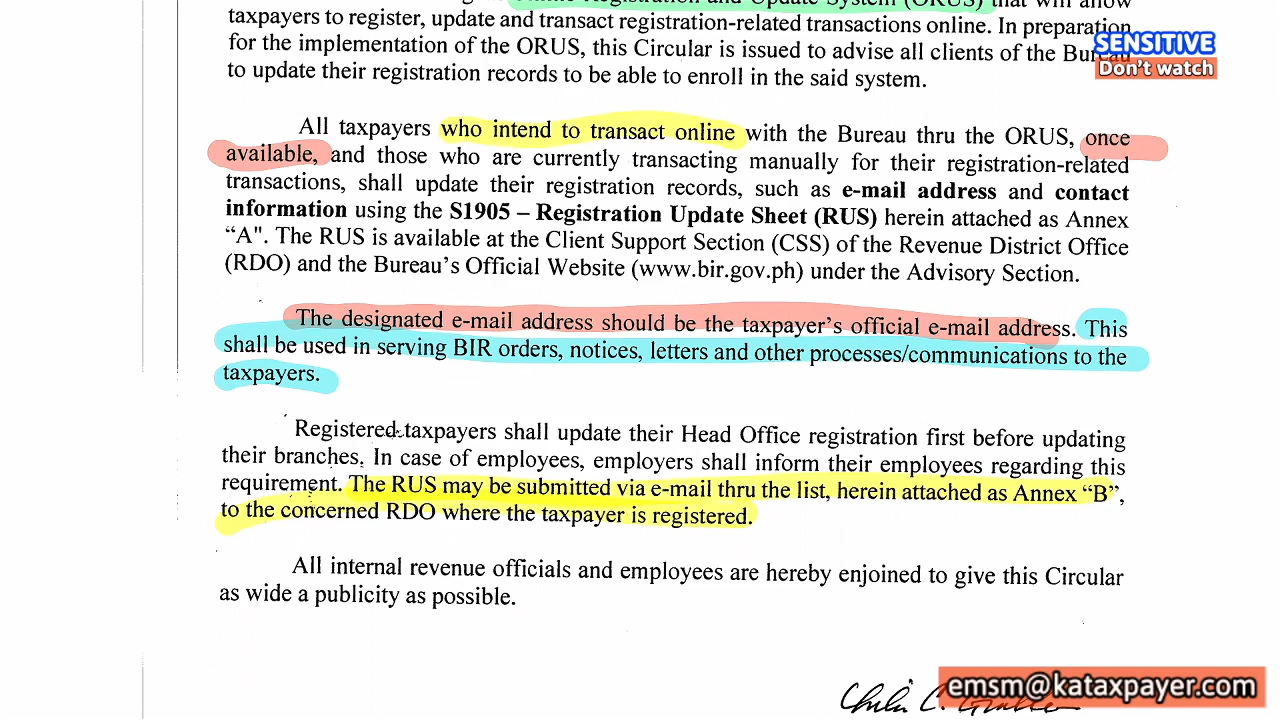 taxpayers to register, update and transact registration-related transactions online. In preparation
for the implementation of the ORUS, this Circular is issued to advise all clients of the Bureau
to update their registration records to be able to enroll in the said system.
SENSITIVE
Don't watch
All taxpayers who intend to transact online with the Bureau thru the ORUS, once
available, and those who are currently transacting manually for their registration-related
transactions, shall update their registration records, such as e-mail address and contact
information using the S1905 – Registration Update Sheet (RUS) herein attached as Annex
“A". The RUS is available at the Client Support Section (CSS) of the Revenue District Office
(RDO) and the Bureau’s Official Website (www.bir.gov.ph) under the Advisory Section.
The designated e-mail address should be the taxpayer’s official e-mail address. This
shall be used in serving BIR orders, notices, letters and other processes/communications to the
taxpayers.
Registered taxpayers shall update their Head Office registration first before updating
their branches. In case of employees, employers shall inform their employees regarding this
requirement. The RUS may be submitted via e-mail thru the list, herein attached as Annex “B”,
to the concerned RDO where the taxpayer is registered.
All internal revenue officials and employees are hereby enjoined to give this Circular
as wide a publicity as possible.
emsm@kataxpayer.com